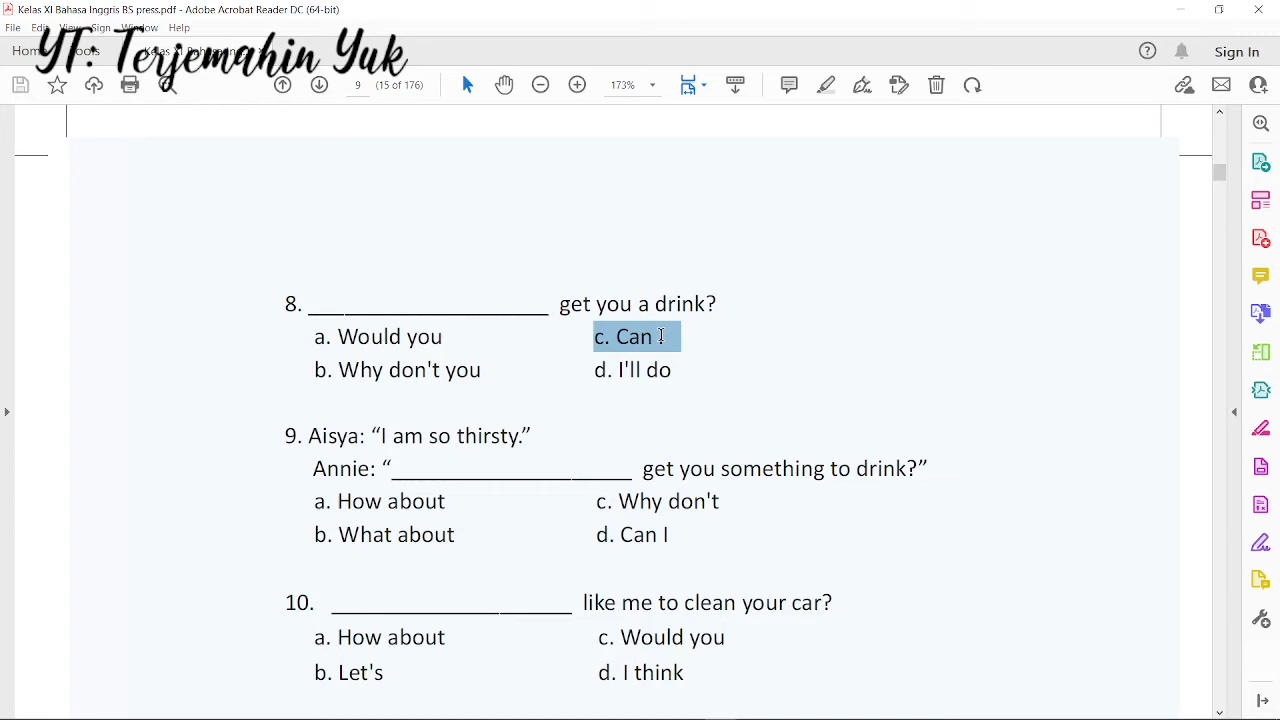 Kelas XI Bahasa Inggris BS press.pdf - Adobe Acrobat Reader DC (64-bit)
File Edit View Sign Window Help
YT: Terjemahin Yuk
Home Tools
Sign In
9 (15 of 176) 173%
8. ____________________ get you a drink?
a. Would you c. Can I
b. Why don't you d. I'll do
9. Aisya: “I am so thirsty.”
Annie: “____________________ get you something to drink?”
a. How about c. Why don't
b. What about d. Can I
10. ____________________ like me to clean your car?
a. How about c. Would you
b. Let's d. I think